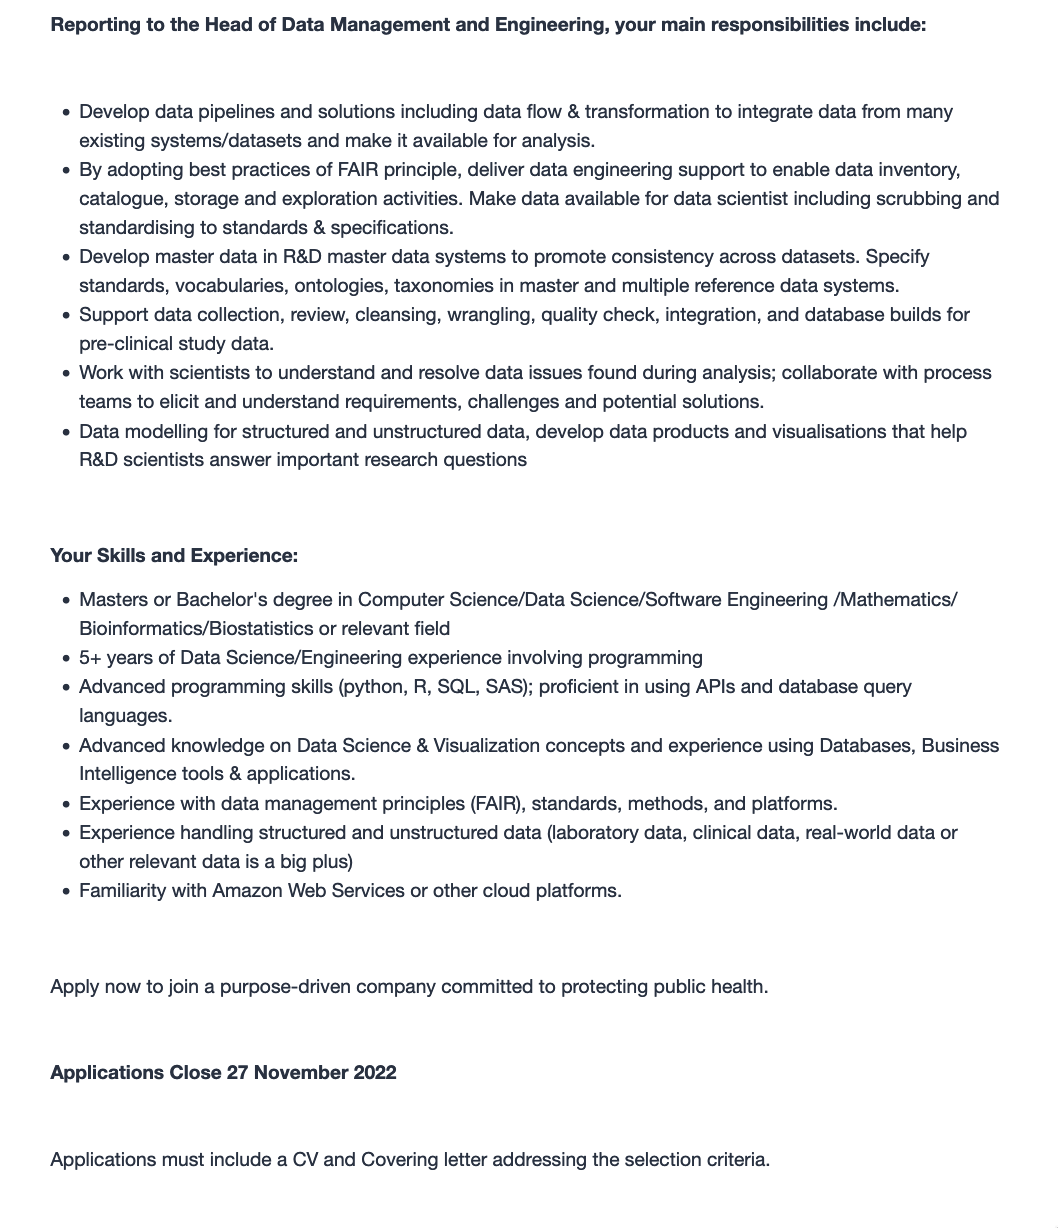 Reporting to the Head of Data Management and Engineering, your main responsibilities include:
• Develop data pipelines and solutions including data flow & transformation to integrate data from many
existing systems/datasets and make it available for analysis.
• By adopting best practices of FAIR principle, deliver data engineering support to enable data inventory,
catalogue, storage and exploration activities. Make data available for data scientist including scrubbing and
standardising to standards & specifications.
• Develop master data in R&D master data systems to promote consistency across datasets. Specify
standards, vocabularies, ontologies, taxonomies in master and multiple reference data systems.
• Support data collection, review, cleansing, wrangling, quality check, integration, and database builds for
pre-clinical study data.
• Work with scientists to understand and resolve data issues found during analysis; collaborate with process
teams to elicit and understand requirements, challenges and potential solutions.
• Data modelling for structured and unstructured data, develop data products and visualisations that help
R&D scientists answer important research questions
Your Skills and Experience:
• Masters or Bachelor's degree in Computer Science/Data Science/Software Engineering /Mathematics/
Bioinformatics/Biostatistics or relevant field
• 5+ years of Data Science/Engineering experience involving programming
• Advanced programming skills (python, R, SQL, SAS); proficient in using APIs and database query
languages.
• Advanced knowledge on Data Science & Visualization concepts and experience using Databases, Business
Intelligence tools & applications.
• Experience with data management principles (FAIR), standards, methods, and platforms.
• Experience handling structured and unstructured data (laboratory data, clinical data, real-world data or
other relevant data is a big plus)
• Familiarity with Amazon Web Services or other cloud platforms.
Apply now to join a purpose-driven company committed to protecting public health.
Applications Close 27 November 2022
Applications must include a CV and Covering letter addressing the selection criteria.